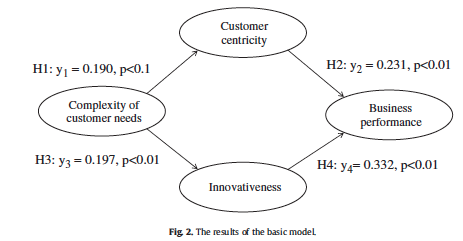 Customer
centricity
H1: y₁ = 0.190, p<0.1
H2: y₂ = 0.231, p<0.01
Complexity of
customer needs
Business
performance
H3: y₃ = 0.197, p<0.01
H4: y₄= 0.332, p<0.01
Innovativeness
Fig. 2. The results of the basic model.